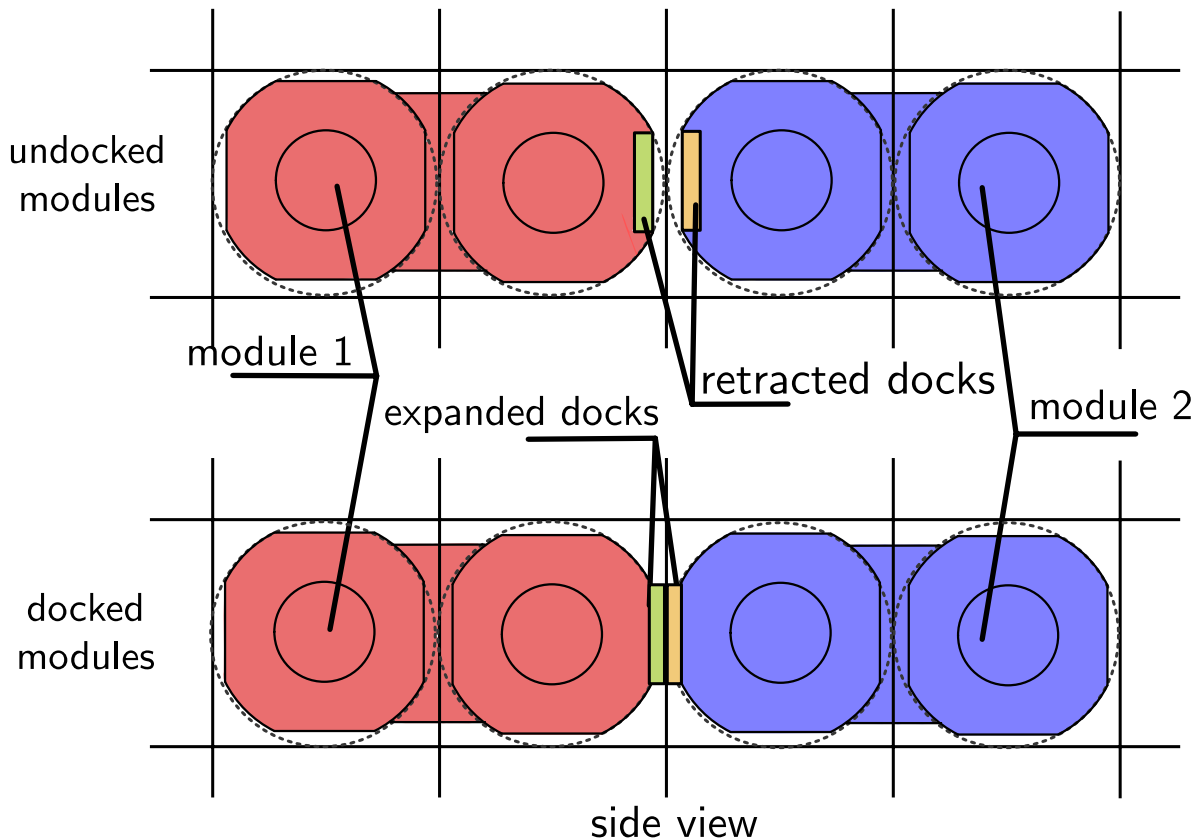 undocked
modules
module 1
retracted docks
expanded docks
module 2
docked
modules
side view